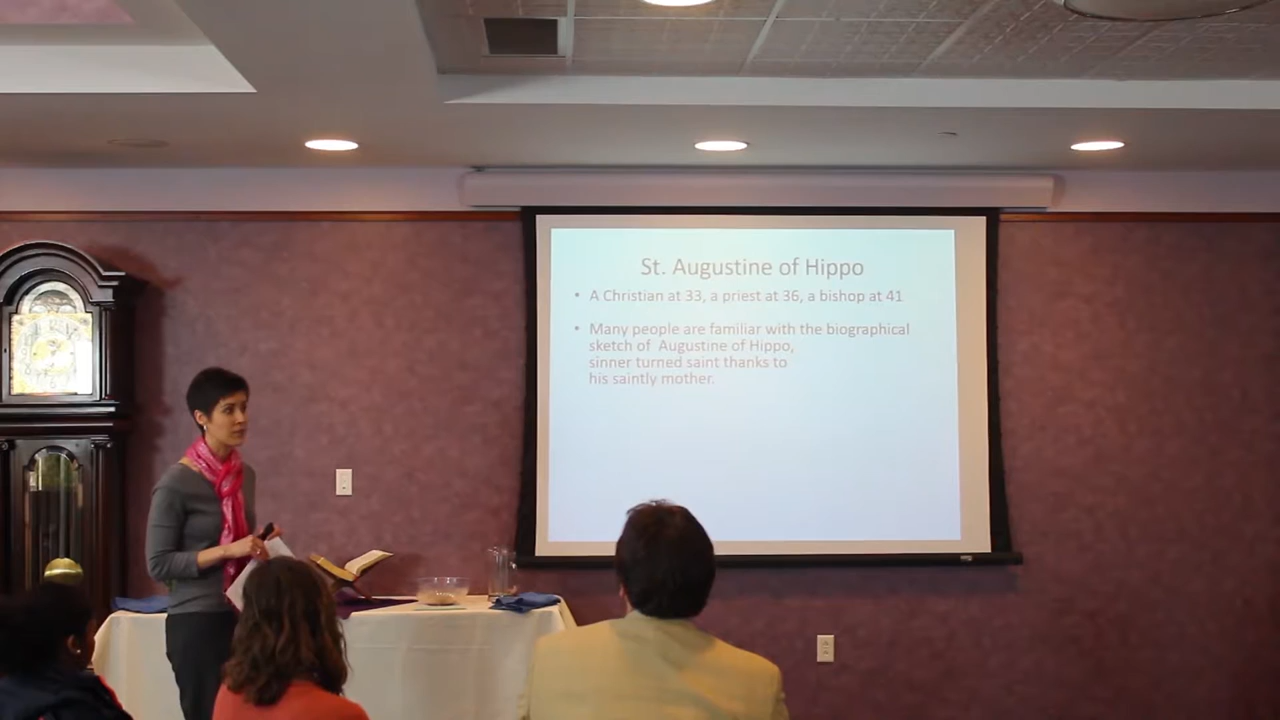 St. Augustine of Hippo
• A Christian at 33, a priest at 36, a bishop at 41
• Many people are familiar with the biographical
sketch of  Augustine of Hippo,
sinner turned saint thanks to
his saintly mother.